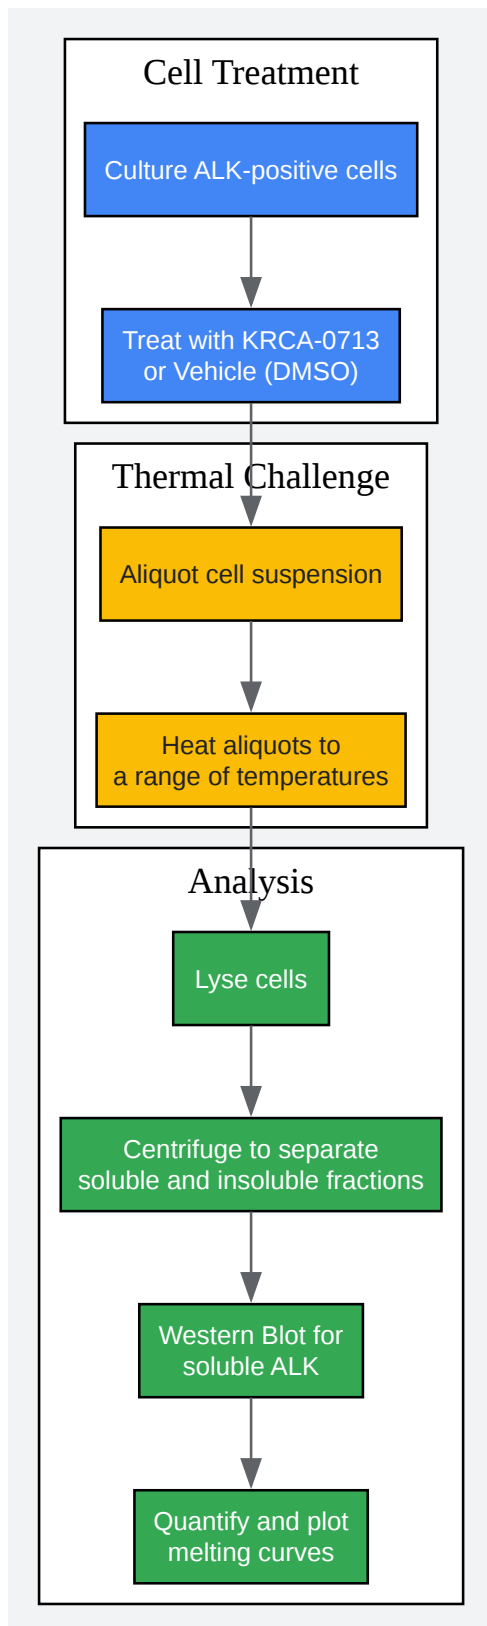 Cell Treatment
Culture ALK-positive cells
Treat with KRCA-0713
or Vehicle (DMSO)
Thermal Challenge
Aliquot cell suspension
Heat aliquots to
a range of temperatures
Analysis
Lyse cells
Centrifuge to separate
soluble and insoluble fractions
Western Blot for
soluble ALK
Quantify and plot
melting curves